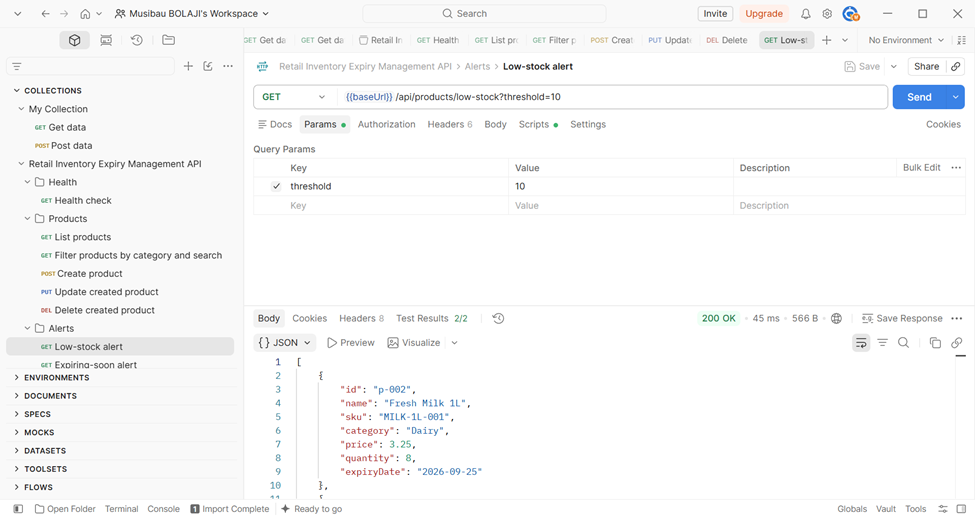 Musibau BOLAJI's Workspace
Search
Invite
Upgrade
GET Get da
GET Get da
Retail In
GET Health
GET List pr
GET Filter p
POST Creat
PUT Update
DEL Delete
GET Low-st
No Environment
Retail Inventory Expiry Management API > Alerts > Low-stock alert
Save
Share
COLLECTIONS
My Collection
GET Get data
POST Post data
Retail Inventory Expiry Management API
Health
GET Health check
Products
GET List products
GET Filter products by category and search
POST Create product
PUT Update created product
DEL Delete created product
Alerts
GET Low-stock alert
GET Expiring-soon alert
ENVIRONMENTS
DOCUMENTS
SPECS
MOCKS
DATASETS
TOOLSETS
FLOWS
HTTP
GET
{{baseUrl}} /api/products/low-stock?threshold=10
Send
Docs Params Authorization Headers 6 Body Scripts Settings
Cookies
Query Params
Key Value Description Bulk Edit
threshold 10
Key Value Description
Body Cookies Headers 8 Test Results 2/2
200 OK 45 ms 566 B
Save Response
{} JSON Preview Visualize
1 [
2 {
3 "id": "p-002",
4 "name": "Fresh Milk 1L",
5 "sku": "MILK-1L-001",
6 "category": "Dairy",
7 "price": 3.25,
8 "quantity": 8,
9 "expiryDate": "2026-09-25"
10 },
11 {
Open Folder Terminal Console 1 Import Complete Ready to go
Globals Vault Tools